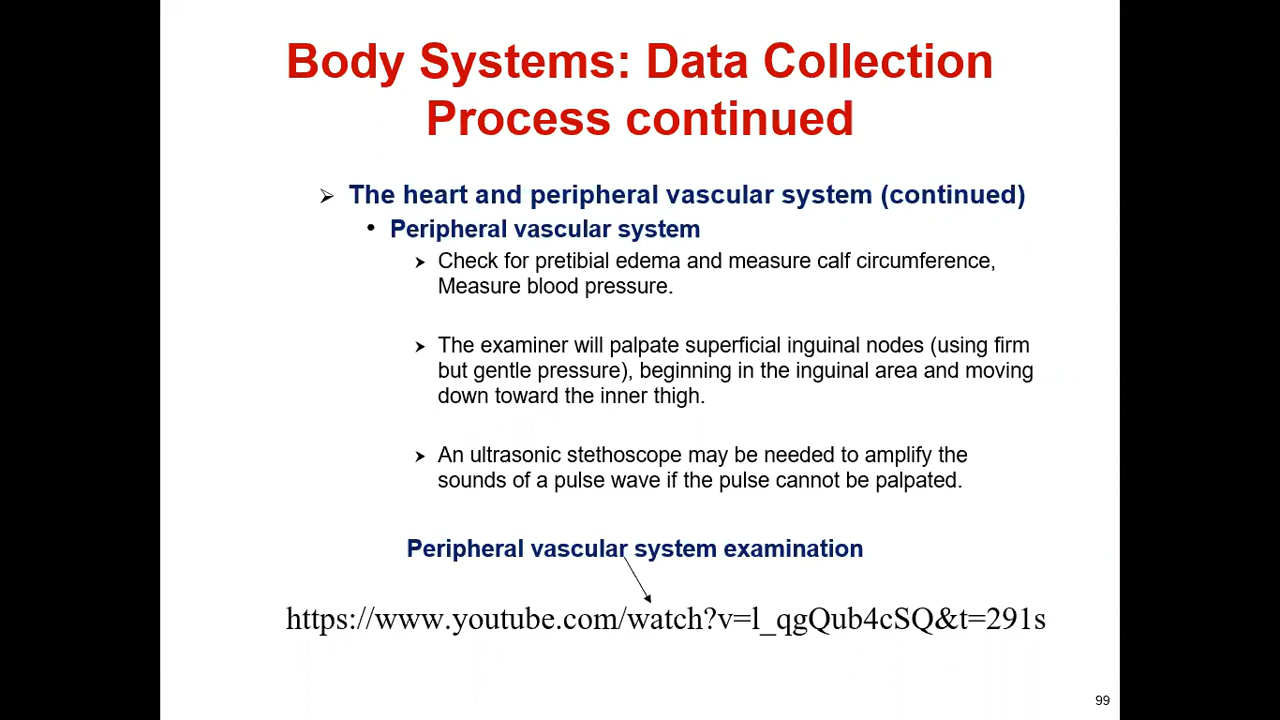 Body Systems: Data Collection
Process continued
The heart and peripheral vascular system (continued)
Peripheral vascular system
Check for pretibial edema and measure calf circumference,
Measure blood pressure.
The examiner will palpate superficial inguinal nodes (using firm
but gentle pressure), beginning in the inguinal area and moving
down toward the inner thigh.
An ultrasonic stethoscope may be needed to amplify the
sounds of a pulse wave if the pulse cannot be palpated.
Peripheral vascular system examination
https://www.youtube.com/watch?v=l_qgQub4cSQ&t=291s
99